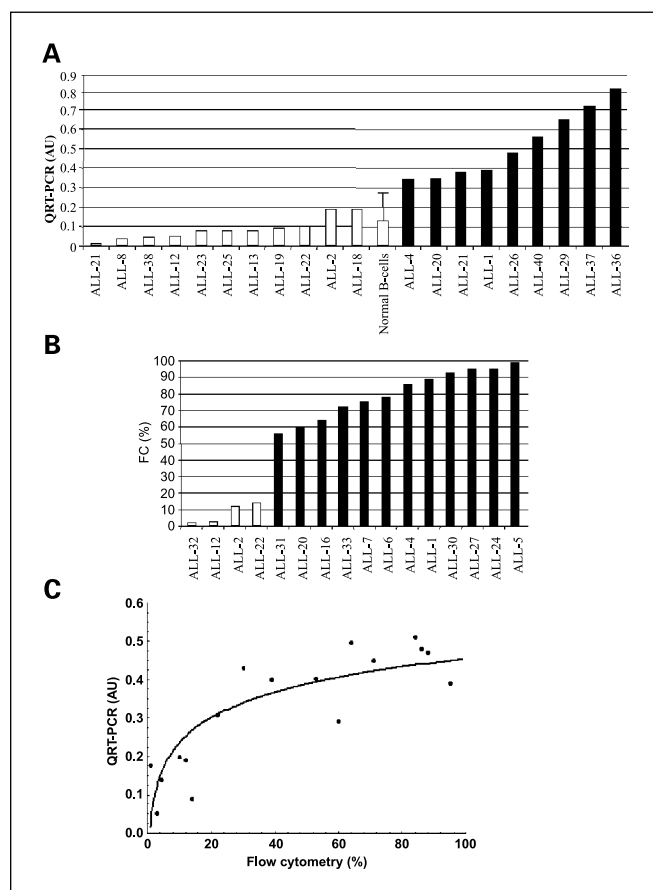 A
QRT-PCR (AU)
0.9
0.8
0.7
0.6
0.5
0.4
0.3
0.2
0.1
0
ALL-21
ALL-8
ALL-38
ALL-12
ALL-23
ALL-25
ALL-13
ALL-19
ALL-22
ALL-2
ALL-18
Normal B-cells
ALL-4
ALL-20
ALL-21
ALL-1
ALL-26
ALL-40
ALL-29
ALL-37
ALL-36
B
FC (%)
100
90
80
70
60
50
40
30
20
10
0
ALL-32
ALL-12
ALL-2
ALL-22
ALL-31
ALL-20
ALL-16
ALL-33
ALL-7
ALL-6
ALL-4
ALL-1
ALL-30
ALL-27
ALL-24
ALL-5
C
QRT-PCR (AU)
0.6
0.5
0.4
0.3
0.2
0.1
0.0
0 20 40 60 80 100
Flow cytometry (%)